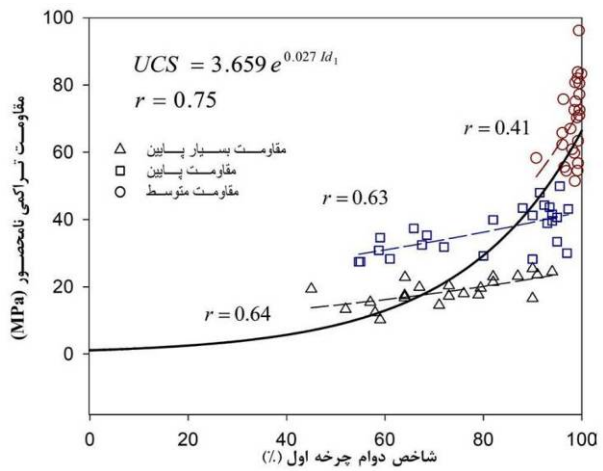 100
80
60
40
20
0
مقاومت تراکمی نامحصور (MPa)
UCS = 3.659 e^{0.027 Id_1}
r = 0.75
مقاومت بسیار پایین
مقاومت پایین
مقاومت متوسط
r = 0.41
r = 0.63
r = 0.64
0 20 40 60 80 100
شاخص دوام چرخه اول (%)